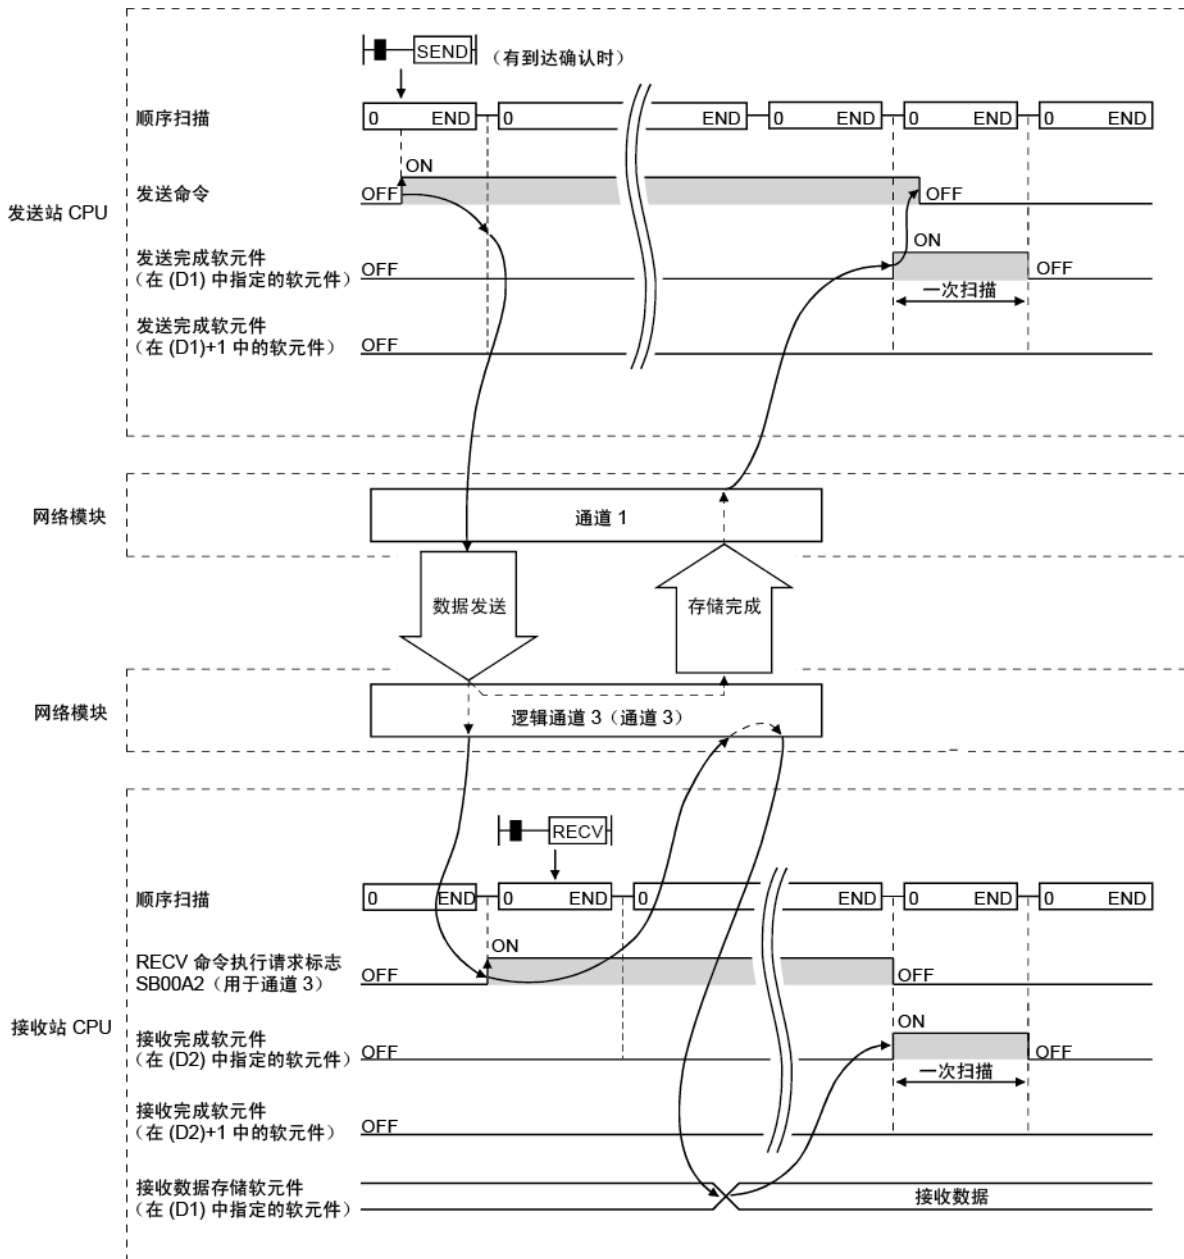 SEND （有到达确认时）
顺序扫描 0 END 0 END 0 END 0 END 0 END
ON
发送命令 OFF OFF
发送站 CPU
ON
发送完成软元件
（在 (D1) 中指定的软元件） OFF OFF
一次扫描
发送完成软元件
（在 (D1)+1 中的软元件） OFF
网络模块 通道 1
数据发送 存储完成
网络模块 逻辑通道 3（通道 3）
RECV
顺序扫描 0 END 0 END 0 END 0 END 0 END
ON
RECV 命令执行请求标志
SB00A2（用于通道 3） OFF OFF
接收站 CPU
ON
接收完成软元件
（在 (D2) 中指定的软元件） OFF OFF
一次扫描
接收完成软元件
（在 (D2)+1 中的软元件） OFF
接收数据存储软元件
（在 (D1) 中指定的软元件） 接收数据